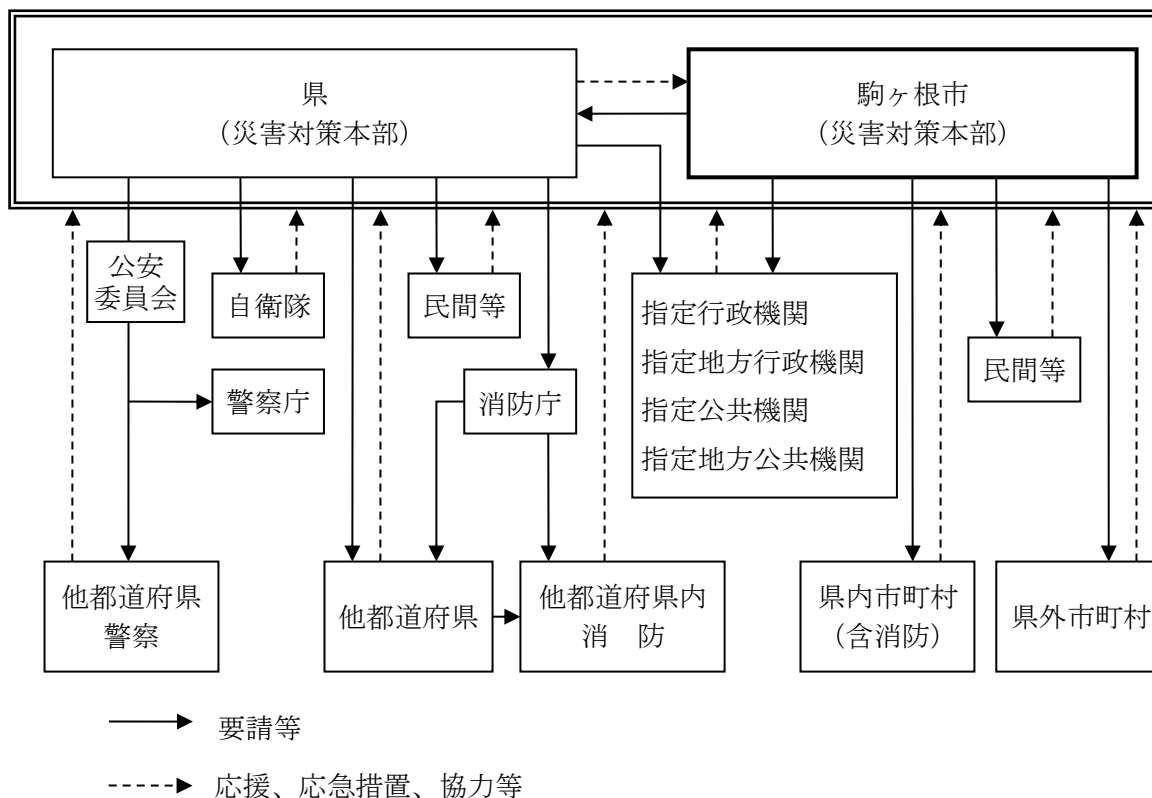 県
（災害対策本部）
駒ヶ根市
（災害対策本部）
公安
委員会
自衛隊
民間等
指定行政機関
指定地方行政機関
指定公共機関
指定地方公共機関
民間等
警察庁
消防庁
他都道府県
警察
他都道府県
他都道府県内
消　防
県内市町村
（含消防）
県外市町村
要請等
応援、応急措置、協力等